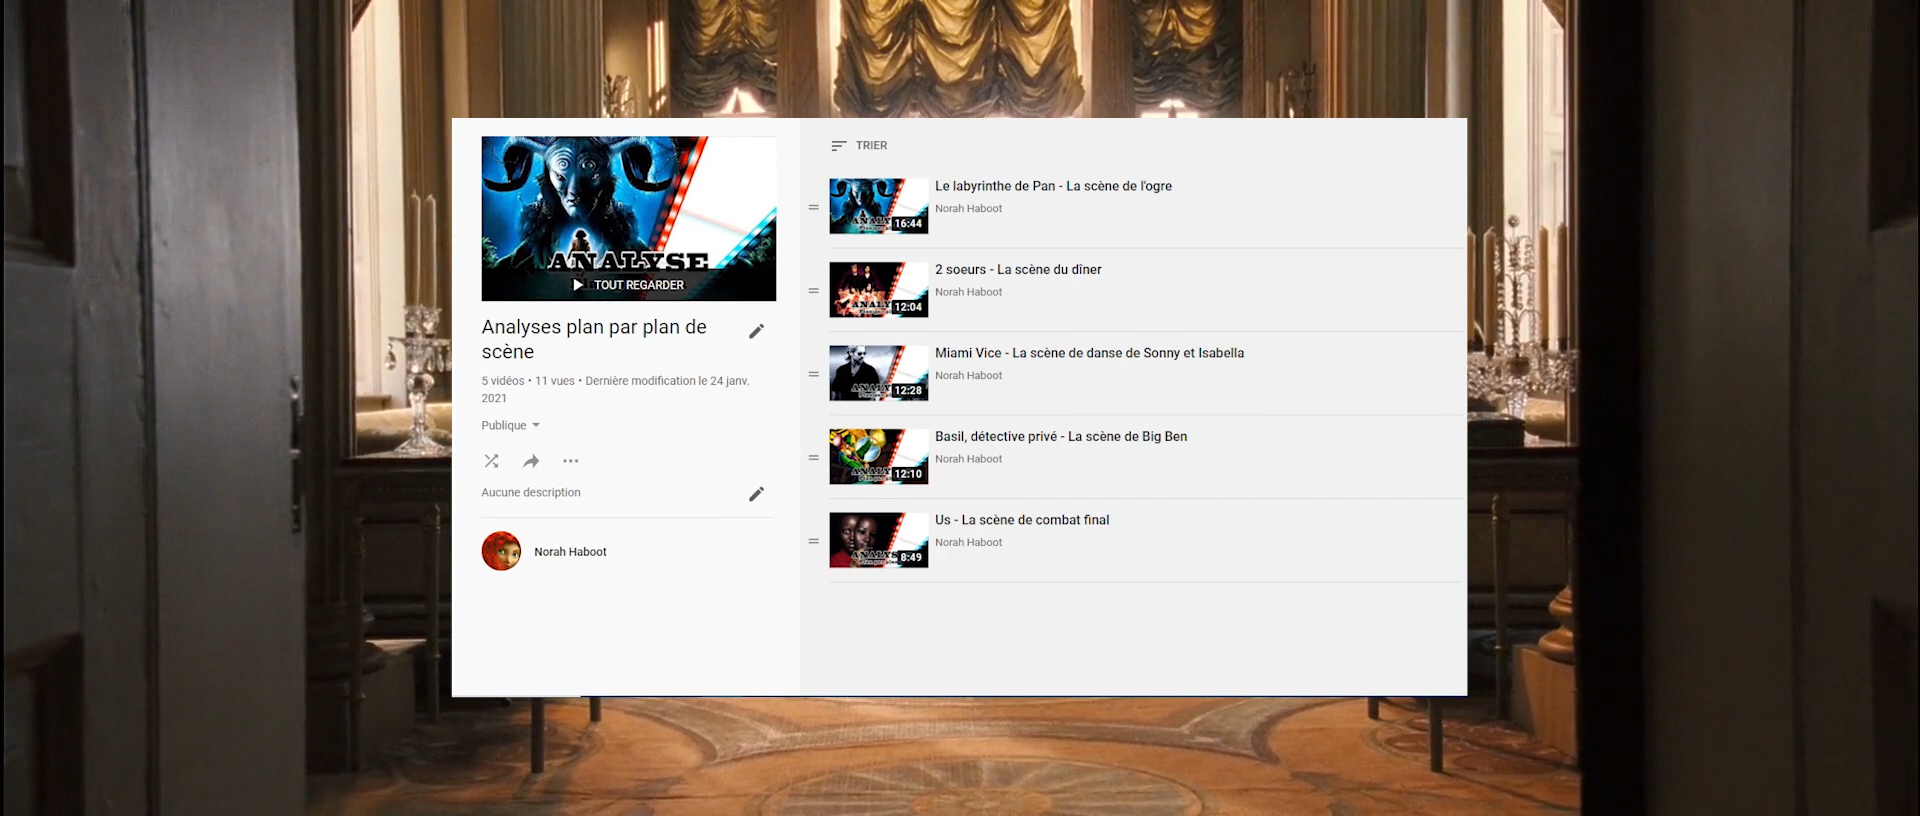 ANALYSE
TOUT REGARDER
Analyses plan par plan de
scène
5 vidéos • 11 vues • Dernière modification le 24 janv.
2021
Publique
Aucune description
Norah Haboot
TRIER
16:44
Le labyrinthe de Pan - La scène de l'ogre
Norah Haboot
12:04
2 soeurs - La scène du dîner
Norah Haboot
12:28
Miami Vice - La scène de danse de Sonny et Isabella
Norah Haboot
12:10
Basil, détective privé - La scène de Big Ben
Norah Haboot
8:49
Us - La scène de combat final
Norah Haboot